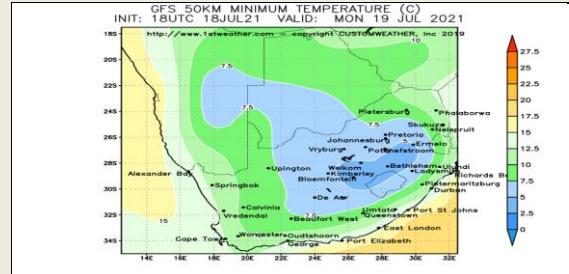 GFS 50KM MINIMUM TEMPERATURE (C)
INIT: 18UTC 18JUL21 VALID: MON 19 JUL 2021
http://www.1stweather.com — copyright CUSTOMWEATHER, Inc 2019
18S
20S
22S
24S
26S
28S
30S
32S
34S
10
7.5
7.5
7.5
5
7.5
15
Pietersburg
Phalaborwa
Skukuza
Nelspruit
Pretoria
Johannesburg
Ermelo
Vryburg
Potchefstroom
Welkom
Bethlehem
Ulundi
Upington
Kimberley
Ladysmith
Alexander Bay
Bloemfontein
Richards Ba
Springbok
Pietermaritzburg
Durban
De Aar
Calvinia
Umtata
Port St Johns
Vredendal
Beaufort West
Queenstown
East London
Worcester
Oudtshoorn
Cape Town
George
Port Elizabeth
14E
16E
18E
20E
22E
24E
26E
28E
30E
32E
27.5
25
22.5
20
17.5
15
12.5
10
7.5
5
2.5
0